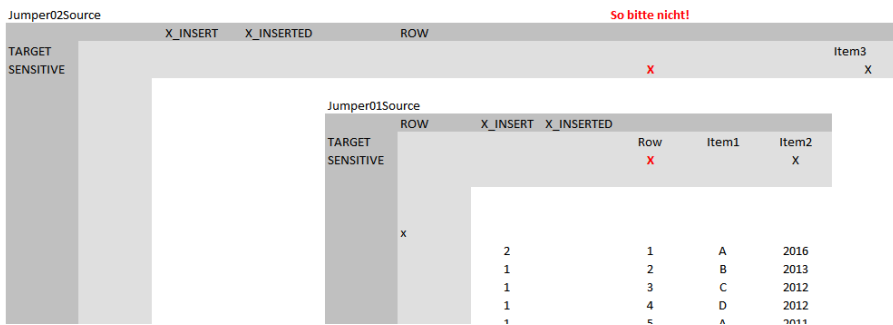 Jumper02Source So bitte nicht!
X_INSERT X_INSERTED ROW
TARGET Item3
SENSITIVE X X
Jumper01Source
ROW X_INSERT X_INSERTED
TARGET Row Item1 Item2
SENSITIVE X X
x
2 1 A 2016
1 2 B 2013
1 3 C 2012
1 4 D 2012
1 5 A 2011